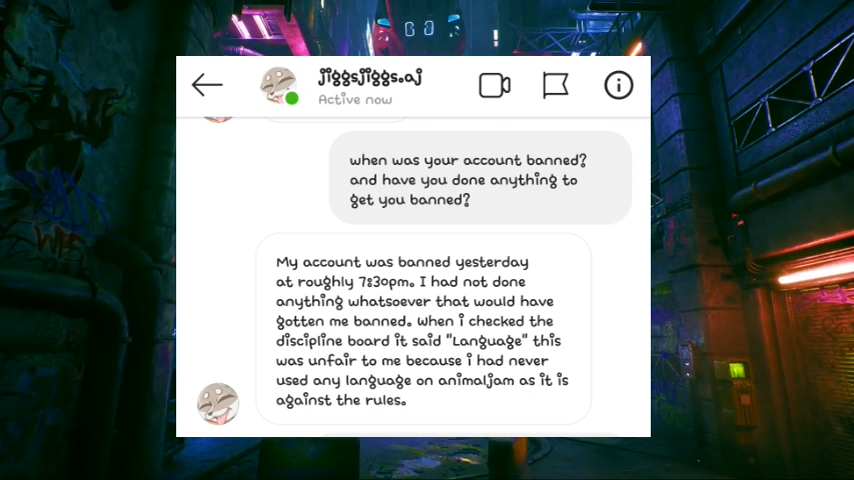 jiggsjiggs.aj
Active now
when was your account banned?
and have you done anything to
get you banned?
My account was banned yesterday
at roughly 7:30pm. I had not done
anything whatsoever that would have
gotten me banned. When i checked the
discipline board it said "Language" this
was unfair to me because i had never
used any language on animaljam as it is
against the rules.